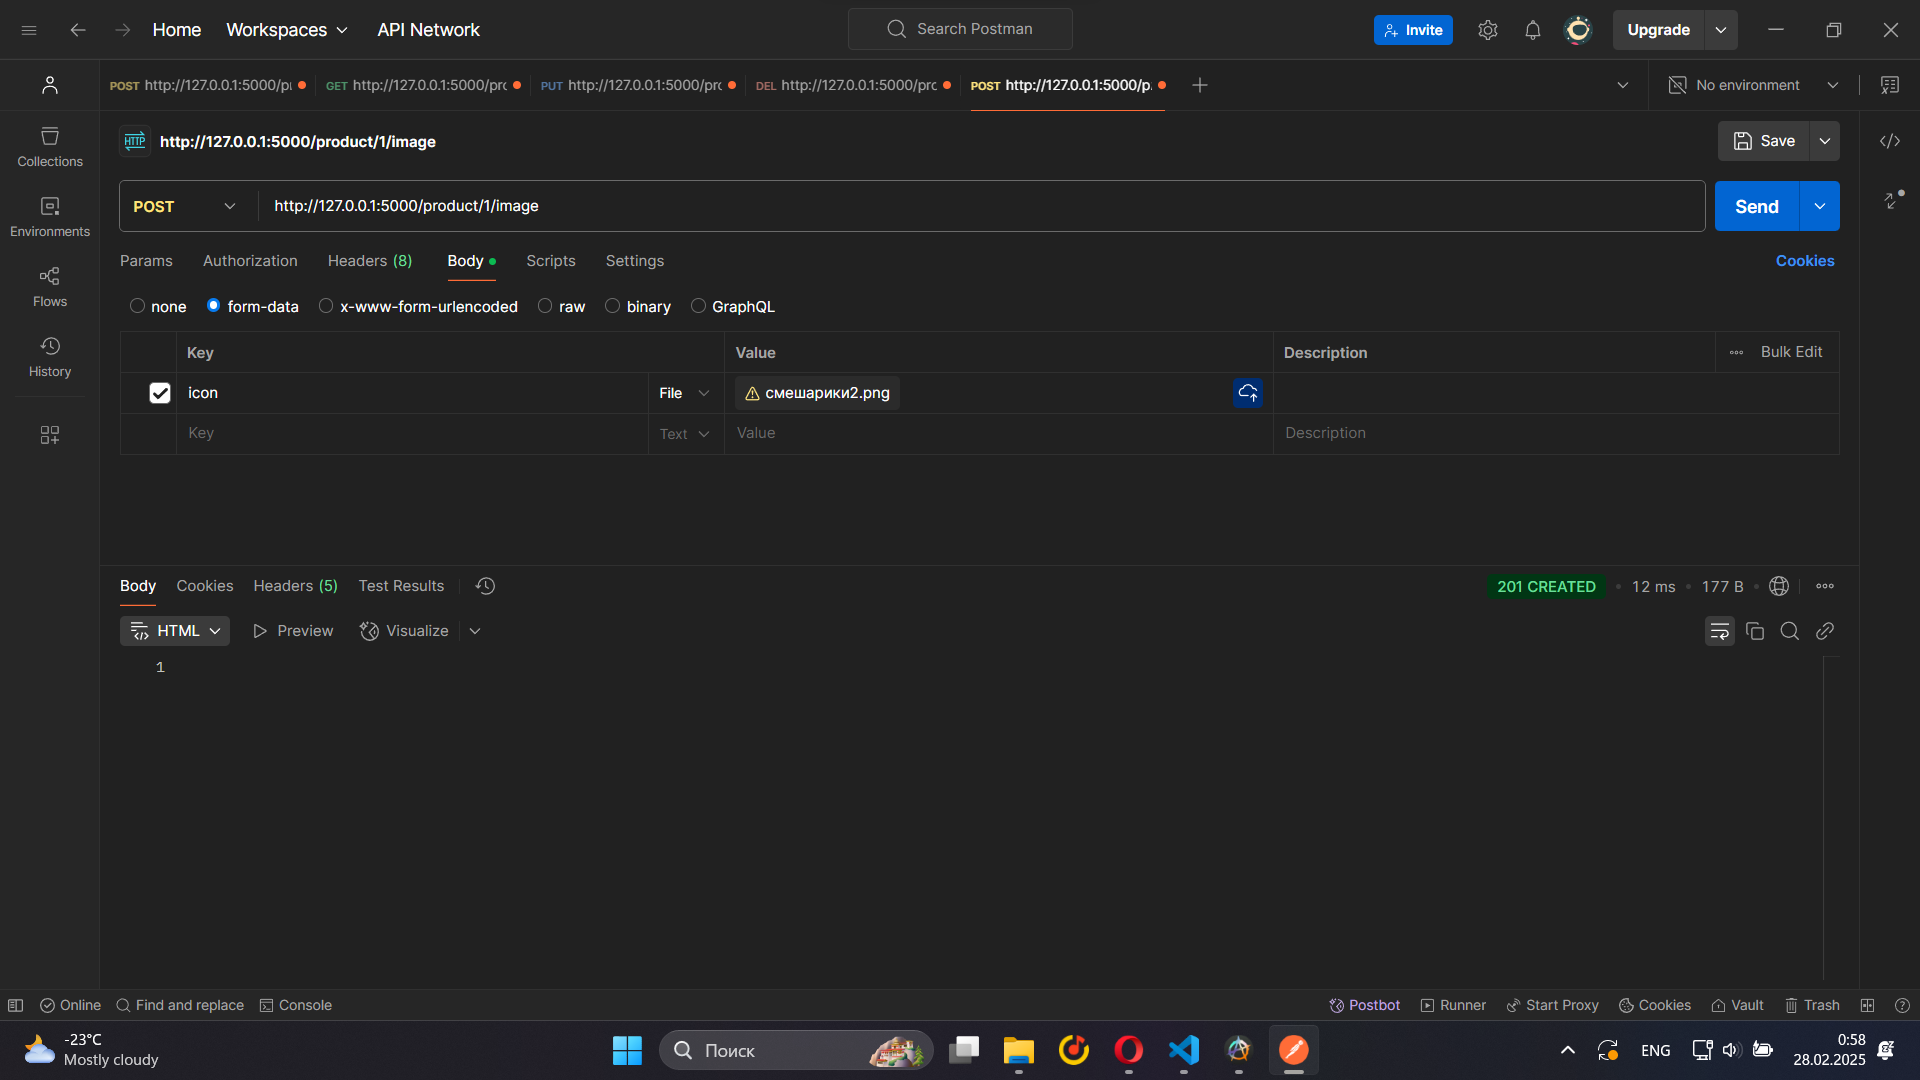 Home Workspaces API Network Search Postman Invite Upgrade
POST http://127.0.0.1:5000/p GET http://127.0.0.1:5000/pro PUT http://127.0.0.1:5000/pro DEL http://127.0.0.1:5000/pro POST http://127.0.0.1:5000/p. No environment
Collections
Environments
Flows
History
HTTP http://127.0.0.1:5000/product/1/image Save
POST http://127.0.0.1:5000/product/1/image Send
Params Authorization Headers (8) Body Scripts Settings Cookies
none form-data x-www-form-urlencoded raw binary GraphQL
Key Value Description Bulk Edit
icon File смешарики2.png
Key Text Value Description
Body Cookies Headers (5) Test Results 201 CREATED 12 ms 177 B
HTML Preview Visualize
1
Online Find and replace Console Postbot Runner Start Proxy Cookies Vault Trash
-23°C
Mostly cloudy
Поиск
ENG
0:58
28.02.2025